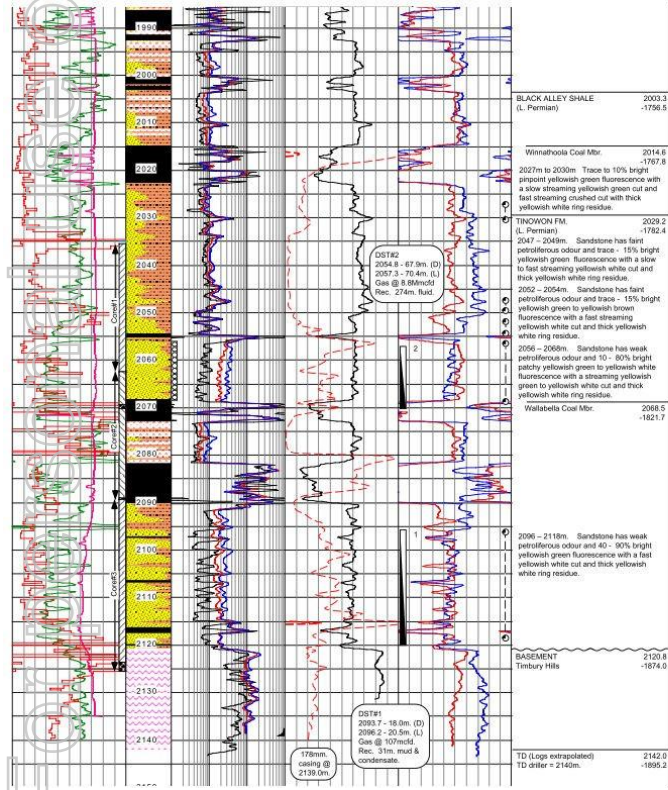 1990
2000
2010
2020
2030
2040
2050
2060
2070
2080
2090
2100
2110
2120
2130
2140
Core#1
Core#2
Core#3
DST#2
2054.8 - 67.9m. (D)
2057.3 - 70.4m. (L)
Gas @ 8.8Mmcfd
Rec. 274m. fluid.
2
1
DST#1
2093.7 - 18.0m. (D)
2096.2 - 20.5m. (L)
Gas @ 107mcfd.
Rec. 31m. mud &
condensate.
178mm.
casing @
2139.0m.
BLACK ALLEY SHALE 2003.3
(L. Permian) -1756.5
Winnathoola Coal Mbr. 2014.6
-1767.8
2027m to 2030m Trace to 10% bright
pinpoint yellowish green fluorescence with
a slow streaming yellowish green cut and
fast streaming crushed cut with thick
yellowish white ring residue.
TINOWON FM. 2029.2
(L. Permian) -1782.4
2047 – 2049m. Sandstone has faint
petroliferous odour and trace - 15% bright
yellowish green fluorescence with a slow
to fast streaming yellowish white cut and
thick yellowish white ring residue.
2052 – 2054m. Sandstone has faint
petroliferous odour and trace - 15% bright
yellowish green to yellowish brown
fluorescence with a fast streaming
yellowish white cut and thick yellowish
white ring residue.
2056 – 2068m. Sandstone has weak
petroliferous odour and 10 - 80% bright
patchy yellowish green to yellowish white
fluorescence with a streaming yellowish
green to yellowish white cut and thick
yellowish white ring residue.
Wallabella Coal Mbr. 2068.5
-1821.7
2096 – 2118m. Sandstone has weak
petroliferous odour and 40 - 90% bright
yellowish green fluorescence with a fast
yellowish white cut and thick yellowish
white ring residue.
BASEMENT 2120.8
Timbury Hills -1874.0
TD (Logs extrapolated) 2142.0
TD driller = 2140m. -1895.2